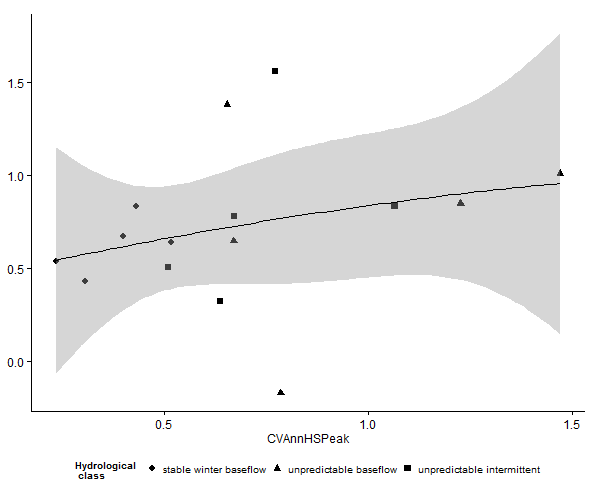 1.5
1.0
0.5
0.0
0.5 1.0 1.5
CVAnnHSPeak
Hydrological
class
stable winter baseflow unpredictable baseflow unpredictable intermittent